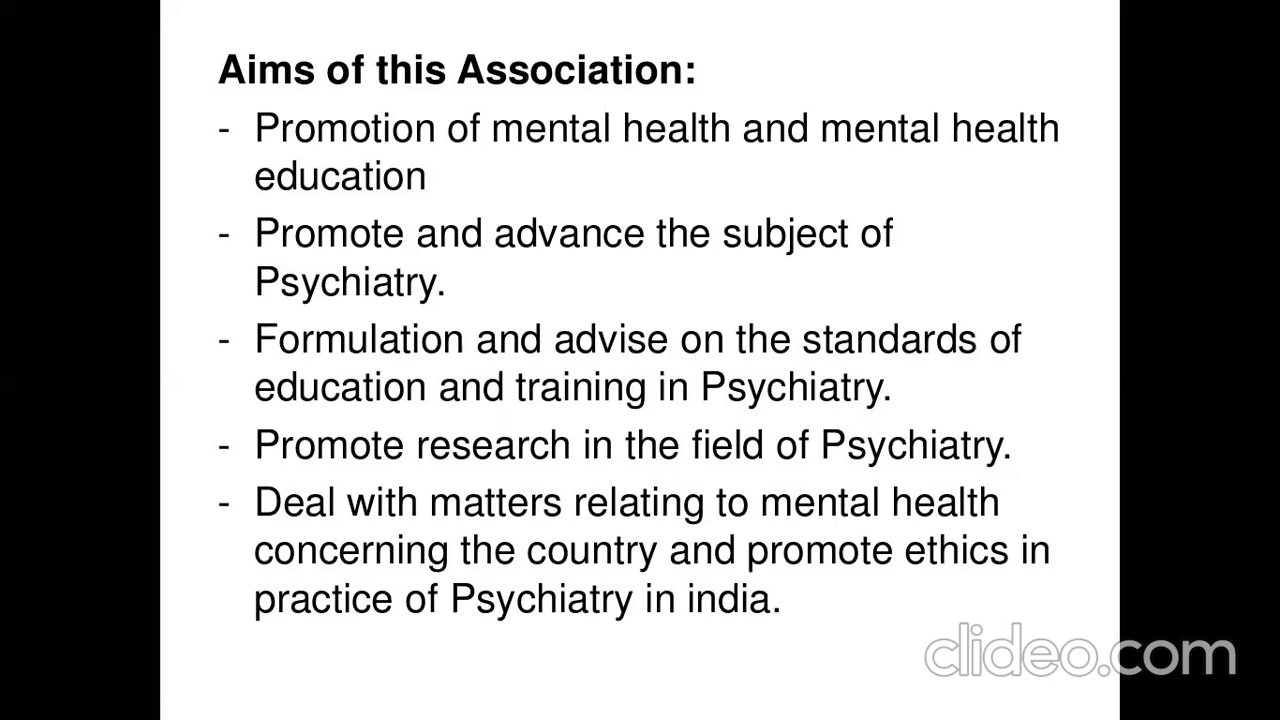 Aims of this Association:
- Promotion of mental health and mental health
education
- Promote and advance the subject of
Psychiatry.
- Formulation and advise on the standards of
education and training in Psychiatry.
- Promote research in the field of Psychiatry.
- Deal with matters relating to mental health
concerning the country and promote ethics in
practice of Psychiatry in india.
clideo.com